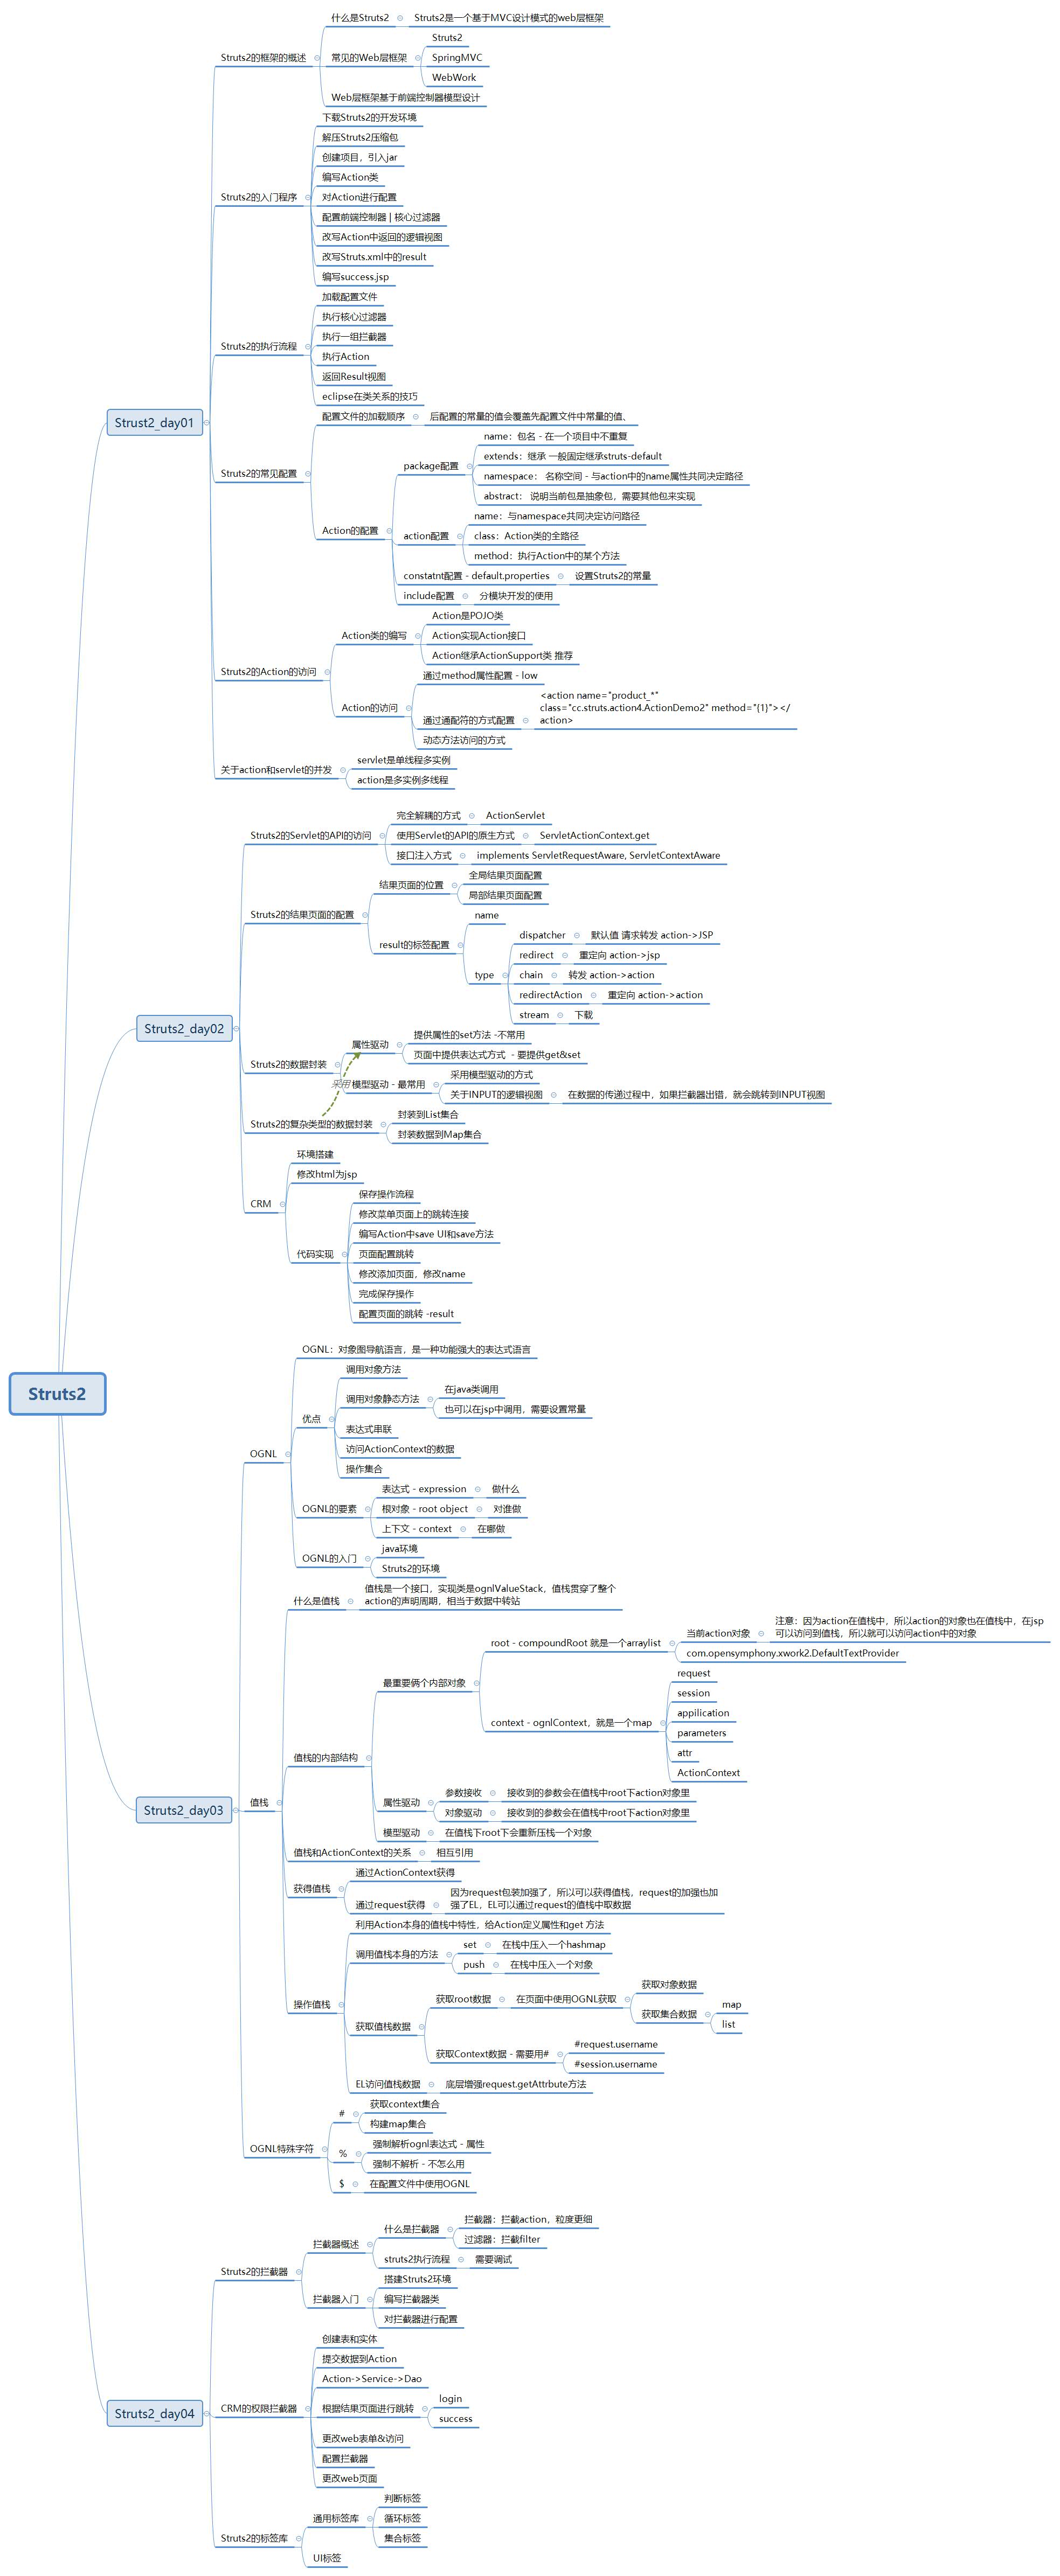 Struts2
Strust2_day01
Struts2的框架的概述
什么是Struts2
Struts2是一个基于MVC设计模式的web层框架
常见的Web层框架
Struts2
SpringMVC
WebWork
Web层框架基于前端控制器模型设计
Struts2的入门程序
下载Struts2的开发环境
解压Struts2压缩包
创建项目，引入jar
编写Action类
对Action进行配置
配置前端控制器 | 核心过滤器
改写Action中返回的逻辑视图
改写Struts.xml中的result
编写success.jsp
Struts2的执行流程
加载配置文件
执行核心过滤器
执行一组拦截器
执行Action
返回Result视图
eclipse在类关系的技巧
Struts2的常见配置
配置文件的加载顺序
后配置的常量的值会覆盖先配置文件中常量的值、
Action的配置
package配置
name：包名 - 在一个项目中不重复
extends：继承 一般固定继承struts-default
namespace： 名称空间 - 与action中的name属性共同决定路径
abstract： 说明当前包是抽象包，需要其他包来实现
action配置
name：与namespace共同决定访问路径
class：Action类的全路径
method：执行Action中的某个方法
constatnt配置 - default.properties
设置Struts2的常量
include配置
分模块开发的使用
Struts2的Action的访问
Action类的编写
Action是POJO类
Action实现Action接口
Action继承ActionSupport类 推荐
Action的访问
通过method属性配置 - low
通过通配符的方式配置
<action name="product_*"
class="cc.struts.action4.ActionDemo2" method="{1}"></
action>
动态方法访问的方式
关于action和servlet的并发
servlet是单线程多实例
action是多实例多线程
Struts2_day02
Struts2的Servlet的API的访问
完全解耦的方式
ActionServlet
使用Servlet的API的原生方式
ServletActionContext.get
接口注入方式
implements ServletRequestAware, ServletContextAware
Struts2的结果页面的配置
结果页面的位置
全局结果页面配置
局部结果页面配置
result的标签配置
name
type
dispatcher
默认值 请求转发 action->JSP
redirect
重定向 action->jsp
chain
转发 action->action
redirectAction
重定向 action->action
stream
下载
Struts2的数据封装
属性驱动
提供属性的set方法 -不常用
页面中提供表达式方式 - 要提供get&set
采用
模型驱动 - 最常用
采用模型驱动的方式
关于INPUT的逻辑视图
在数据的传递过程中，如果拦截器出错，就会跳转到INPUT视图
Struts2的复杂类型的数据封装
封装到List集合
封装数据到Map集合
CRM
环境搭建
修改html为jsp
代码实现
保存操作流程
修改菜单页面上的跳转连接
编写Action中save UI和save方法
页面配置跳转
修改添加页面，修改name
完成保存操作
配置页面的跳转 -result
Struts2_day03
OGNL
OGNL：对象图导航语言，是一种功能强大的表达式语言
优点
调用对象方法
调用对象静态方法
在java类调用
也可以在jsp中调用，需要设置常量
表达式串联
访问ActionContext的数据
操作集合
OGNL的要素
表达式 - expression
做什么
根对象 - root object
对谁做
上下文 - context
在哪做
OGNL的入门
java环境
Struts2的环境
值栈
什么是值栈
值栈是一个接口，实现类是ognlValueStack，值栈贯穿了整个
action的声明周期，相当于数据中转站
值栈的内部结构
最重要俩个内部对象
root - compoundRoot 就是一个arraylist
当前action对象
注意：因为action在值栈中，所以action的对象也在值栈中，在jsp
可以访问到值栈，所以就可以访问action中的对象
com.opensymphony.xwork2.DefaultTextProvider
context - ognlContext，就是一个map
request
session
appilication
parameters
attr
ActionContext
属性驱动
参数接收
接收到的参数会在值栈中root下action对象里
对象驱动
接收到的参数会在值栈中root下action对象里
模型驱动
在值栈下root下会重新压栈一个对象
值栈和ActionContext的关系
相互引用
获得值栈
通过ActionContext获得
通过request获得
因为request包装加强了，所以可以获得值栈，request的加强也加
强了EL，EL可以通过request的值栈中取数据
操作值栈
利用Action本身的值栈中特性，给Action定义属性和get 方法
调用值栈本身的方法
set
在栈中压入一个hashmap
push
在栈中压入一个对象
获取值栈数据
获取root数据
在页面中使用OGNL获取
获取对象数据
获取集合数据
map
list
获取Context数据 - 需要用#
#request.username
#session.username
EL访问值栈数据
底层增强request.getAttrbute方法
OGNL特殊字符
#
获取context集合
构建map集合
%
强制解析ognl表达式 - 属性
强制不解析 - 不怎么用
$
在配置文件中使用OGNL
Struts2_day04
Struts2的拦截器
拦截器概述
什么是拦截器
拦截器：拦截action，粒度更细
过滤器：拦截filter
struts2执行流程
需要调试
拦截器入门
搭建Struts2环境
编写拦截器类
对拦截器进行配置
CRM的权限拦截器
创建表和实体
提交数据到Action
Action->Service->Dao
根据结果页面进行跳转
login
success
更改web表单&访问
配置拦截器
更改web页面
Struts2的标签库
通用标签库
判断标签
循环标签
集合标签
UI标签